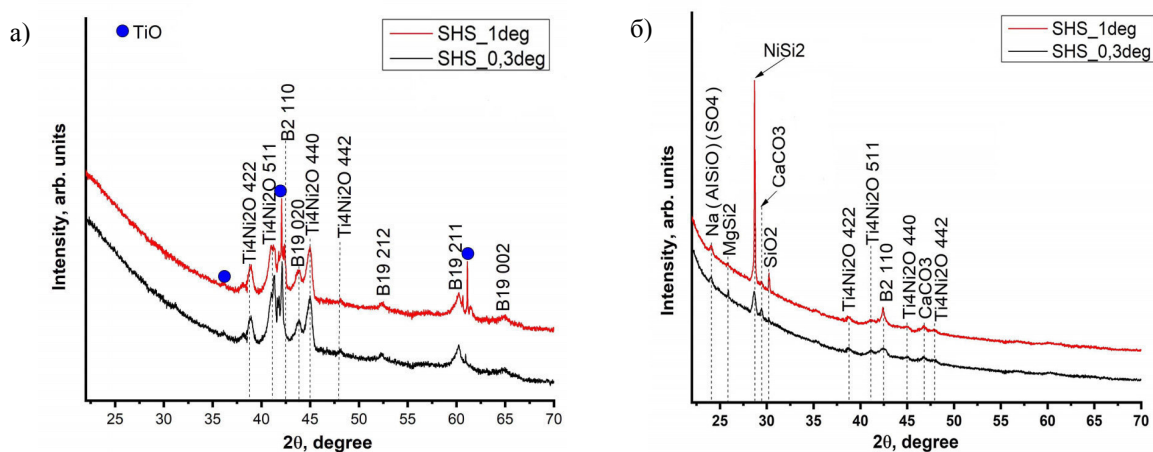 а)
TiO
SHS_1deg
SHS_0,3deg
Intensity, arb. units
Ti4Ni2O 422
Ti4Ni2O 511
B2 110
B19 020
Ti4Ni2O 440
Ti4Ni2O 442
B19 212
B19 211
B19 002
25 30 35 40 45 50 55 60 65 70
2θ, degree
б)
SHS_1deg
SHS_0,3deg
Intensity, arb. units
Na (AlSiO) (SO4)
MgSi2
NiSi2
CaCO3
SiO2
Ti4Ni2O 422
Ti4Ni2O 511
B2 110
Ti4Ni2O 440
CaCO3
Ti4Ni2O 442
25 30 35 40 45 50 55 60 65 70
2θ, degree